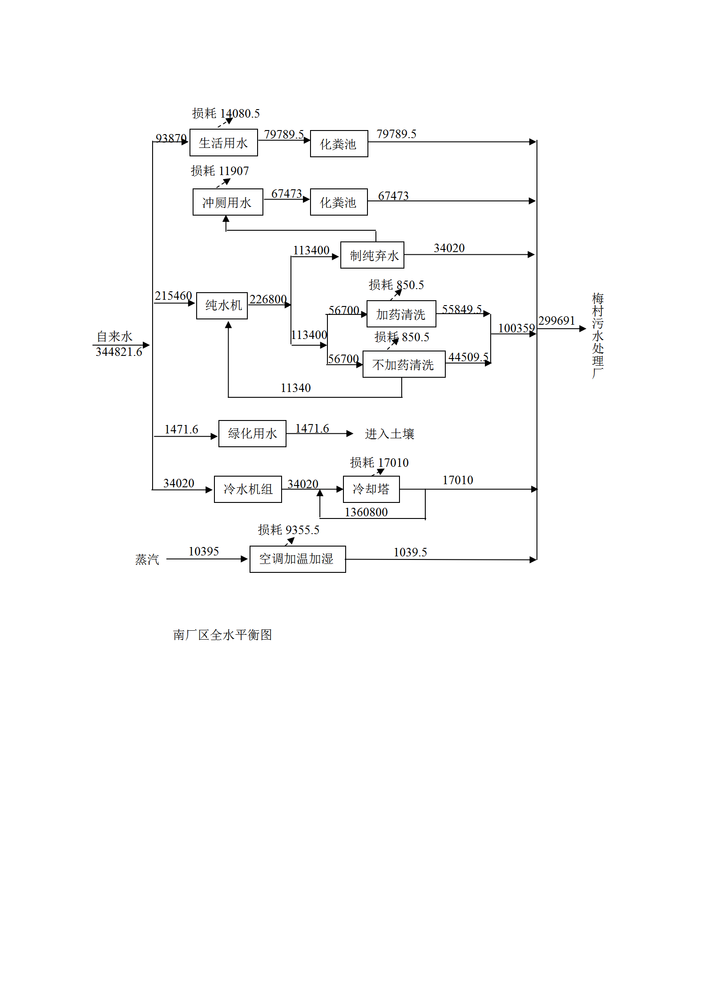 损耗 14080.5
93870
生活用水
79789.5
化粪池
79789.5
损耗 11907
冲厕用水
67473
化粪池
67473
113400
制纯弃水
34020
损耗 850.5
215460
纯水机
226800
56700
加药清洗
55849.5
自来水
344821.6
113400
损耗 850.5
100359
299691
梅村污水处理厂
56700
不加药清洗
44509.5
11340
1471.6
绿化用水
1471.6
进入土壤
损耗 17010
34020
冷水机组
34020
冷却塔
17010
1360800
损耗 9355.5
蒸汽
10395
空调加温加湿
1039.5
南厂区全水平衡图